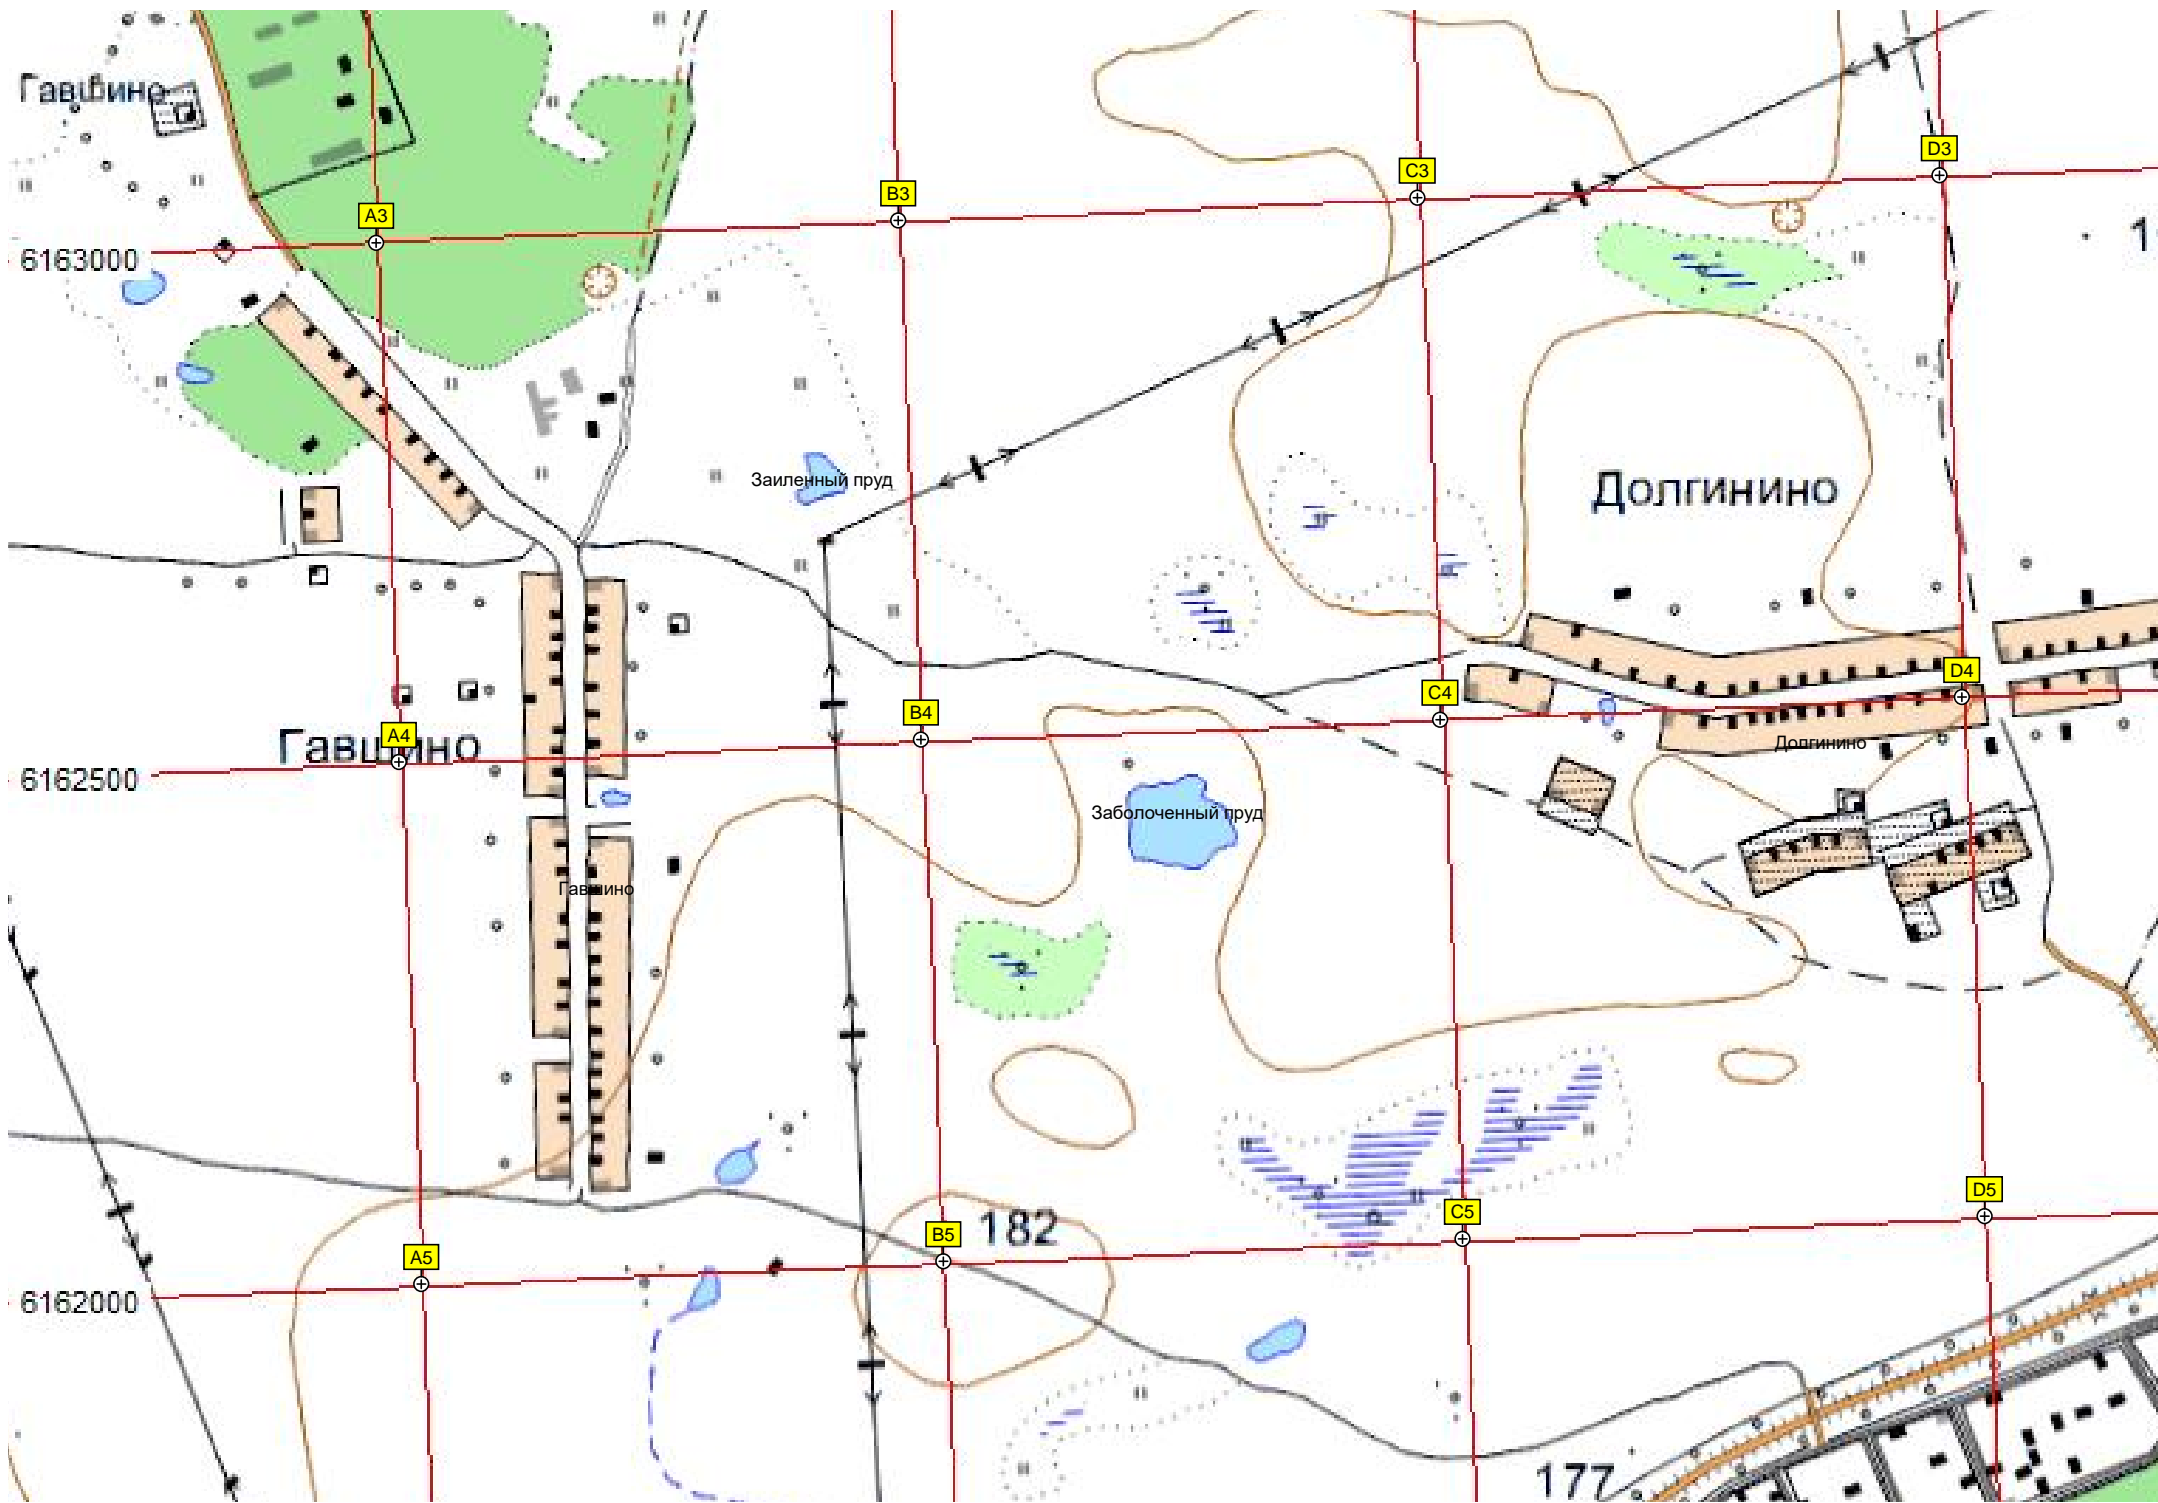 Гавшино
D3
C3
B3
A3
6163000
Заиленный пруд
Долгинино
D4
C4
B4
A4
Гавшино
Долгинино
6162500
Заболоченный пруд
Гавшино
D5
C5
182
B5
A5
6162000
177